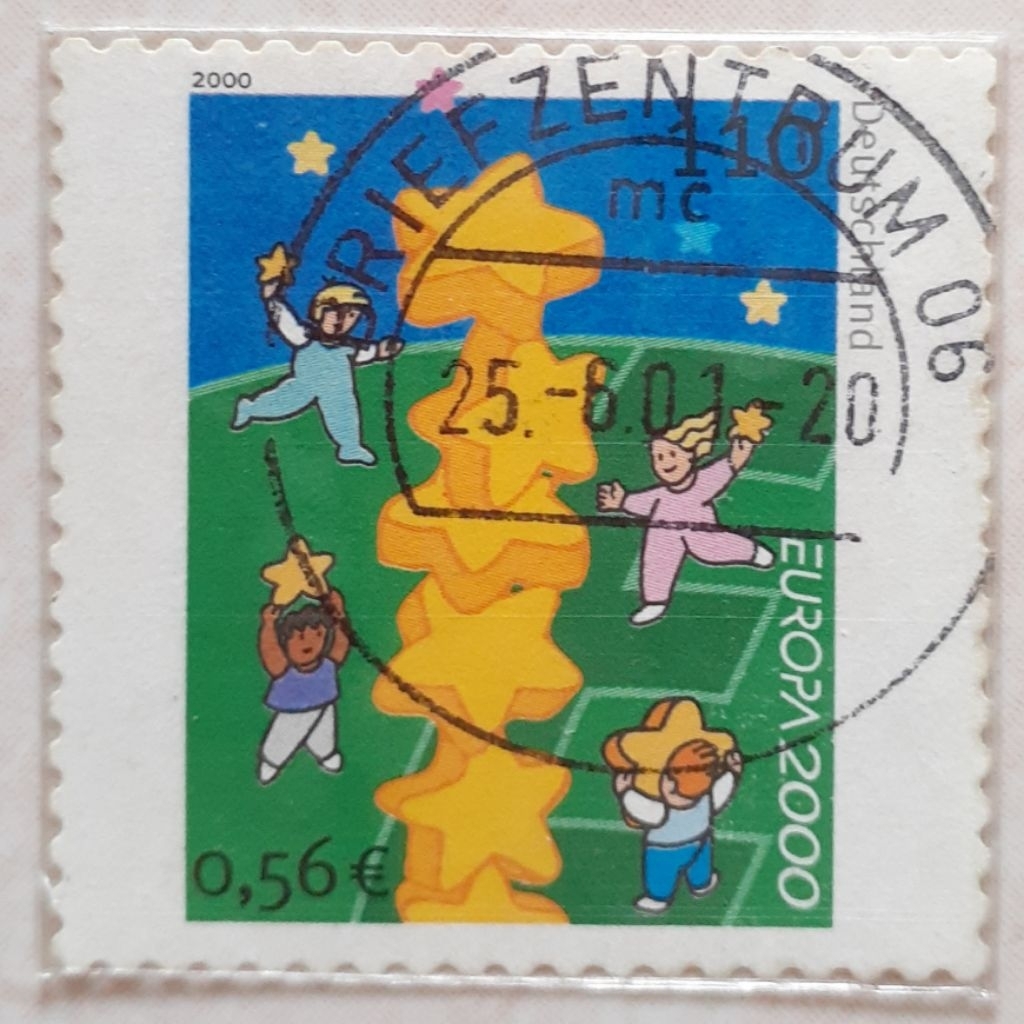 2000
BRIEFZENTRUM 06
110
mc
Deutschland
25.-6.01.-20
EUROPA 2000
0,56 €